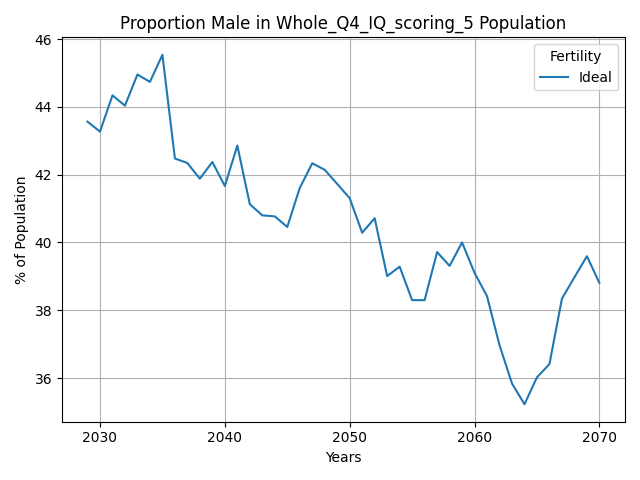 Proportion Male in Whole_Q4_IQ_scoring_5 Population
46
44
42
40
38
36
% of Population
Fertility
Ideal
2030
2040
2050
2060
2070
Years